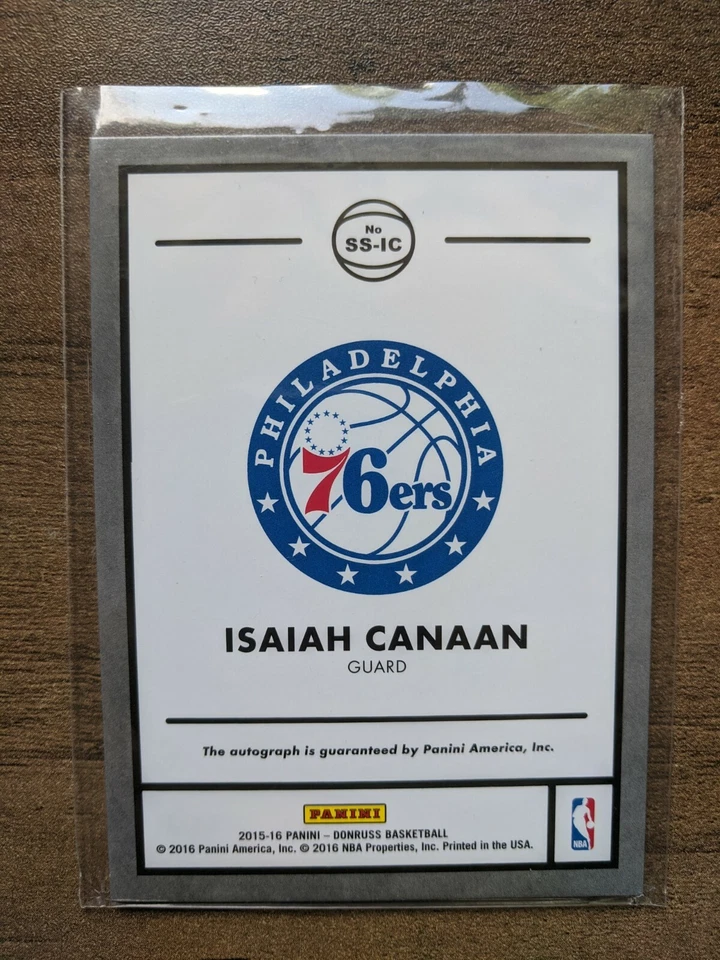 No
SS-IC
PHILADELPHIA
76ers
ISAIAH CANAAN
GUARD
The autograph is guaranteed by Panini America, Inc.
PANINI
2015-16 PANINI – DONRUSS BASKETBALL
© 2016 Panini America, Inc. © 2016 NBA Properties, Inc. Printed in the USA.
NBA